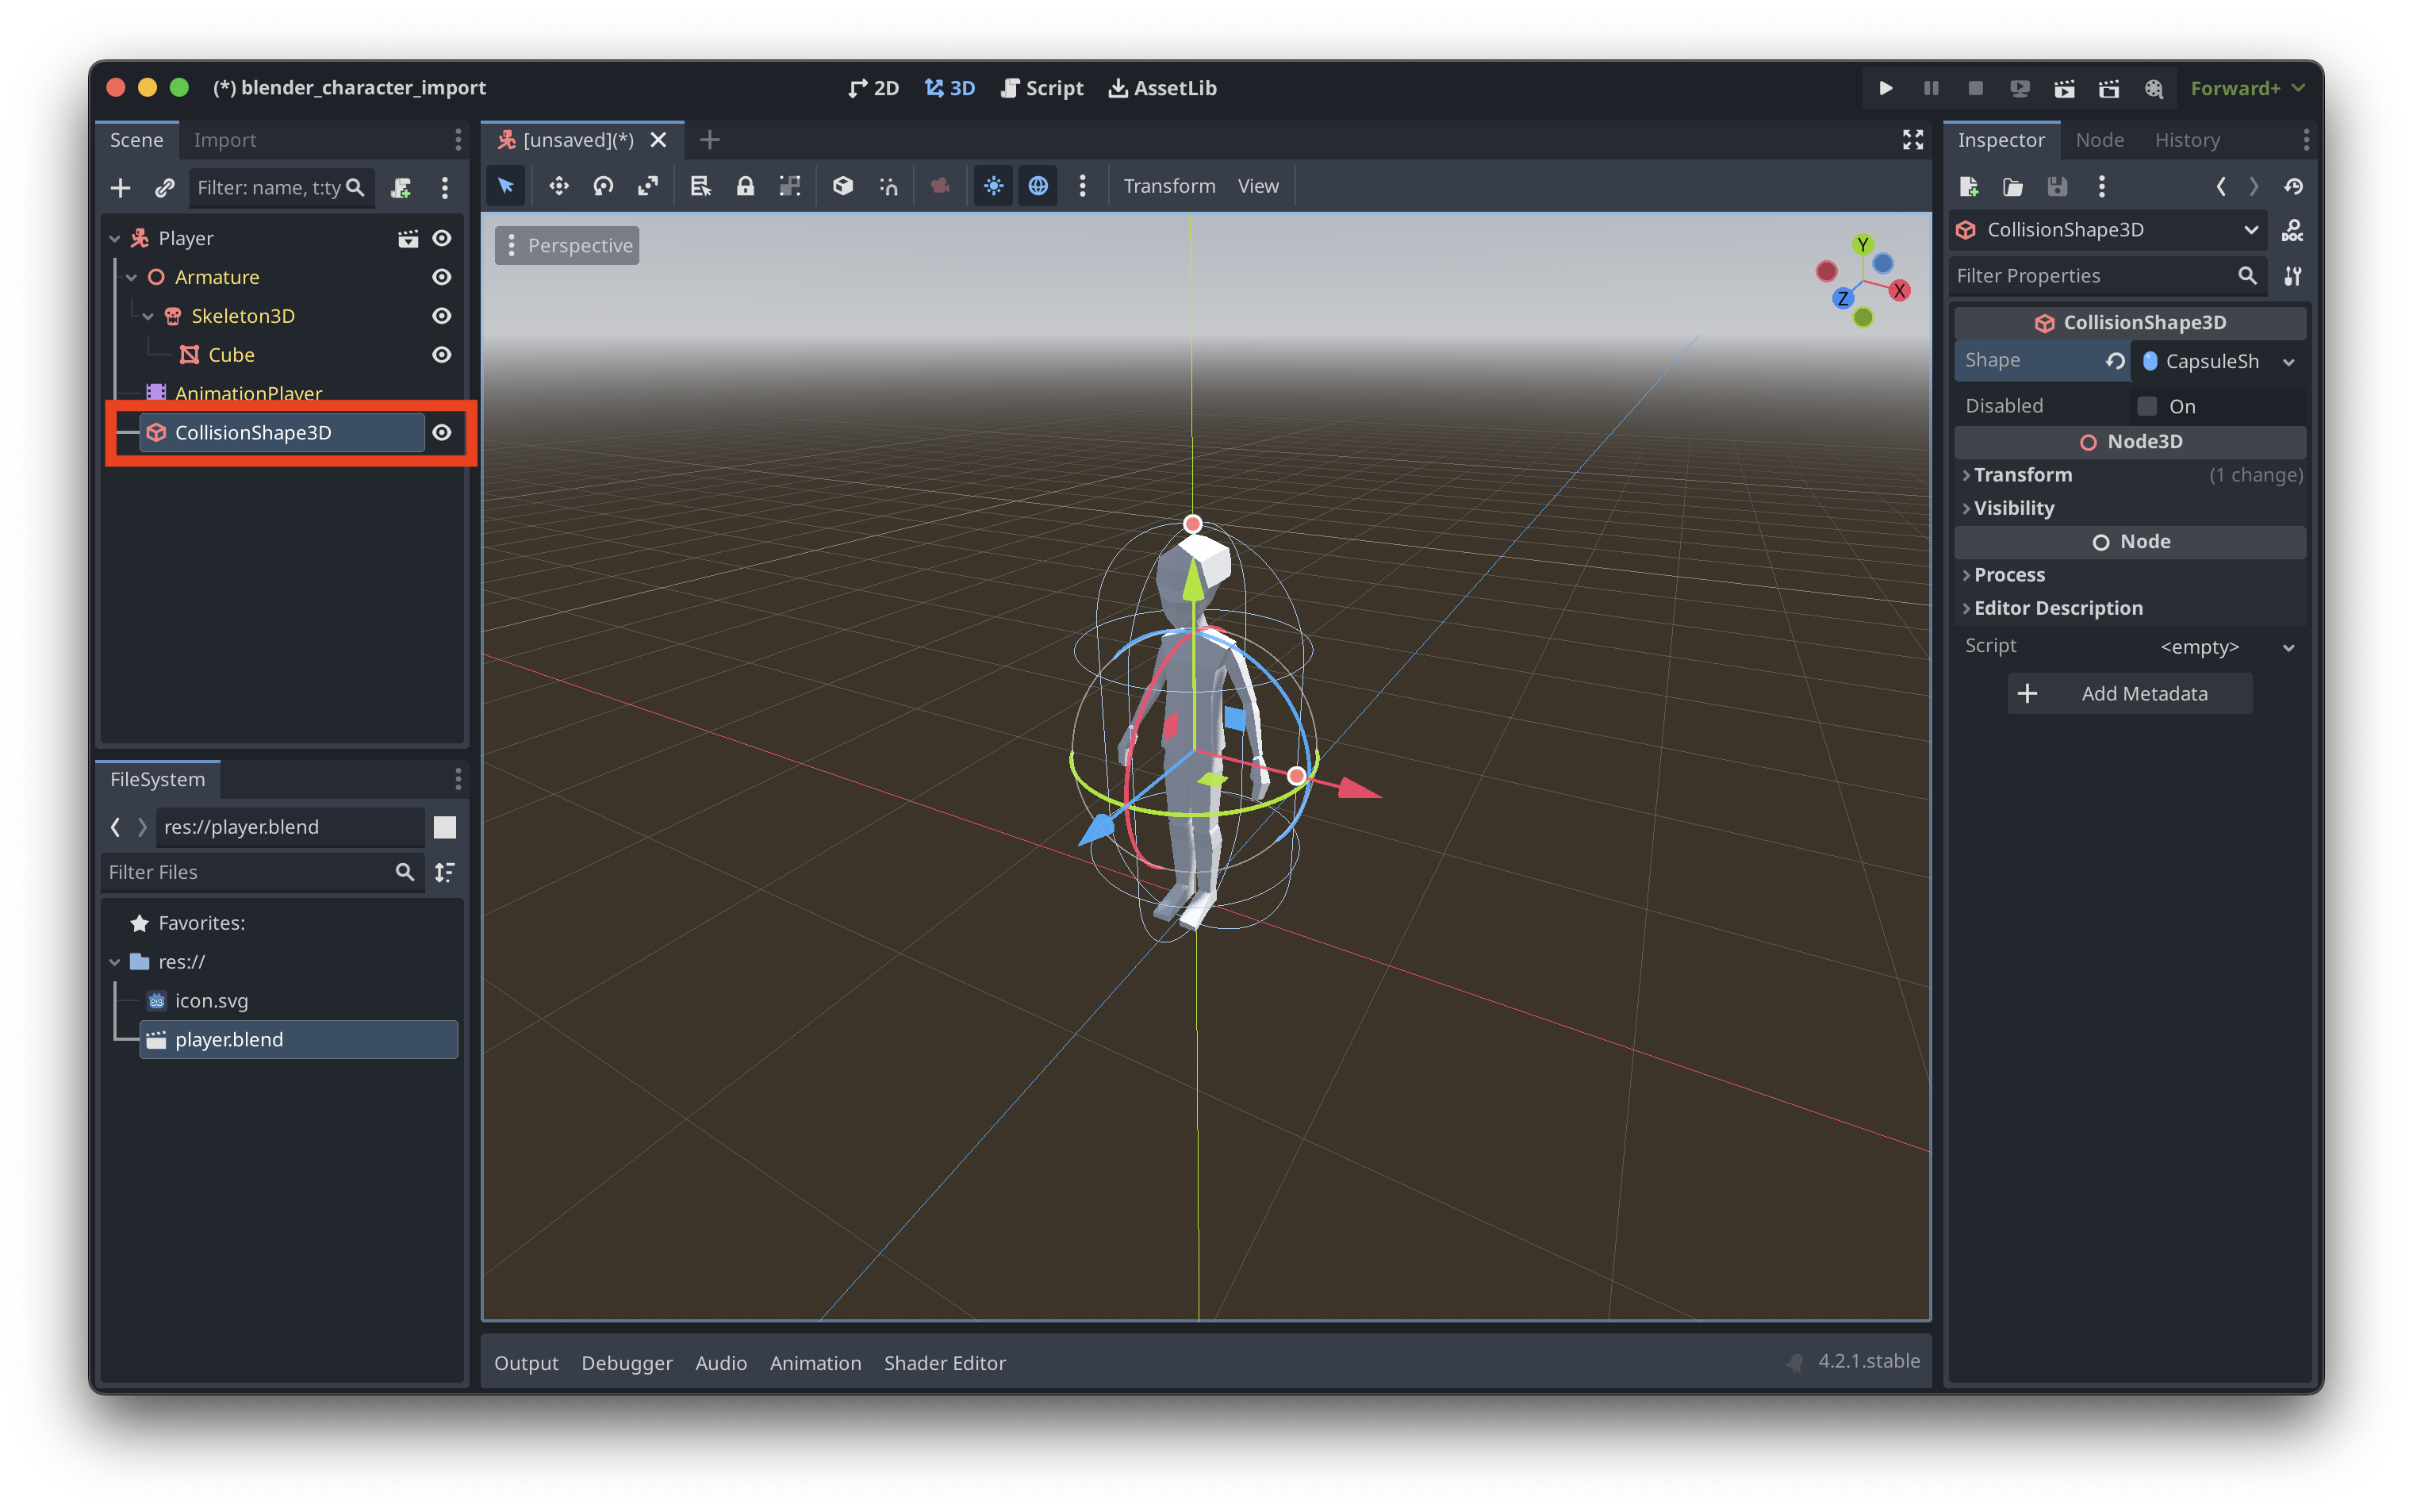 (*) blender_character_import
2D
3D
Script
AssetLib
Forward+
Scene
Import
Filter: name, t:ty
Player
Armature
Skeleton3D
Cube
AnimationPlayer
CollisionShape3D
FileSystem
res://player.blend
Filter Files
Favorites:
res://
icon.svg
player.blend
[unsaved](*)
Transform
View
Perspective
Y
X
Z
Output
Debugger
Audio
Animation
Shader Editor
4.2.1.stable
Inspector
Node
History
CollisionShape3D
DOC
Filter Properties
CollisionShape3D
Shape
CapsuleSh
Disabled
On
Node3D
Transform
(1 change)
Visibility
Node
Process
Editor Description
Script
<empty>
Add Metadata